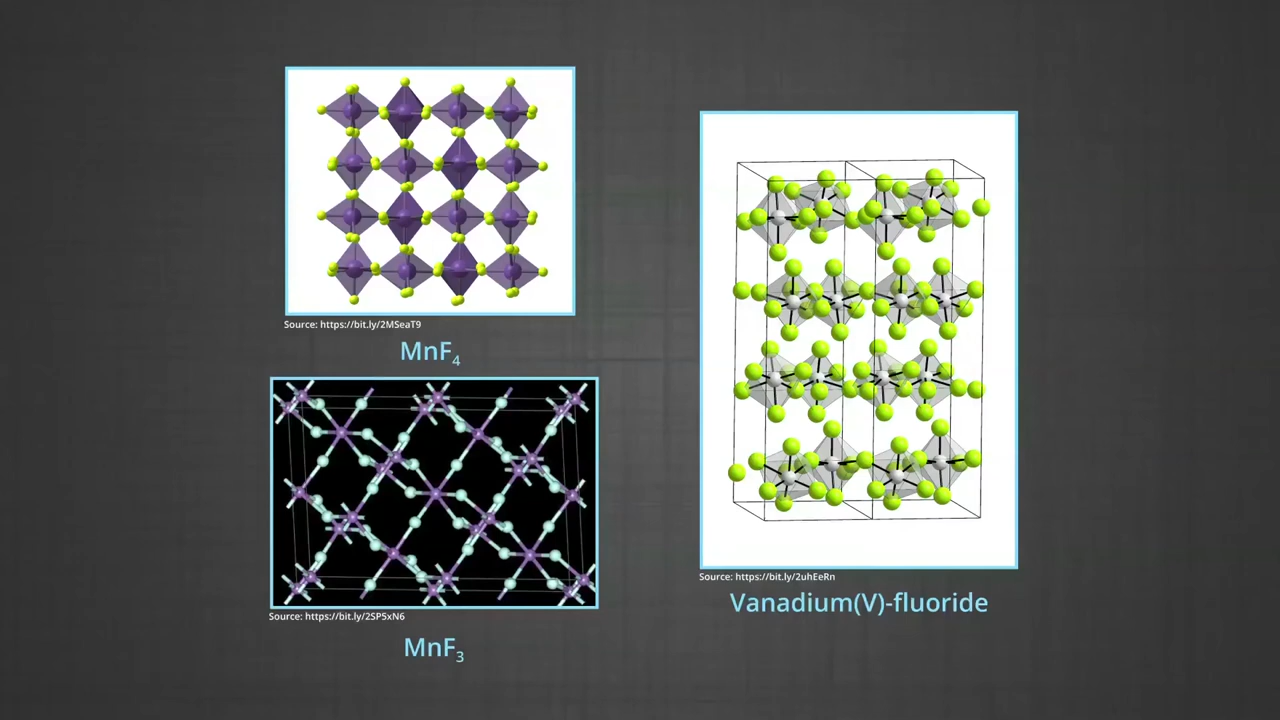 Source: https://bit.ly/2MSeaT9
MnF₄
Source: https://bit.ly/2SP5xN6
MnF₃
Source: https://bit.ly/2uhEeRn
Vanadium(V)-fluoride